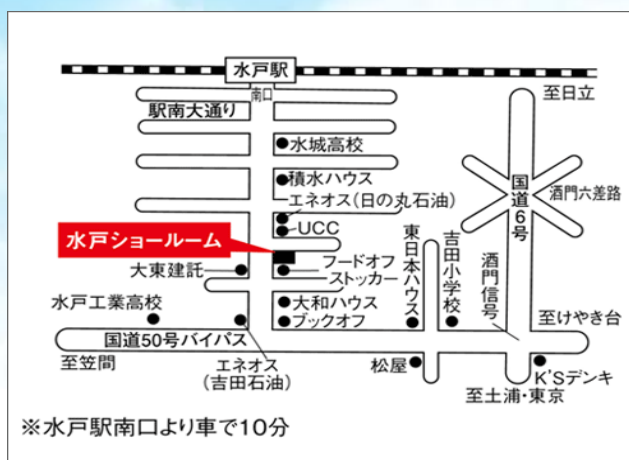 水戸駅
南口
駅南大通り
至日立
水城高校
積水ハウス
エネオス(日の丸石油)
UCC
国道6号
酒門六差路
水戸ショールーム
大東建託
フードオフ
ストッカー
東日本ハウス
吉田小学校
酒門信号
水戸工業高校
大和ハウス
ブックオフ
至けやき台
国道50号バイパス
至笠間
エネオス
(吉田石油)
松屋
K'Sデンキ
至土浦・東京
※水戸駅南口より車で10分